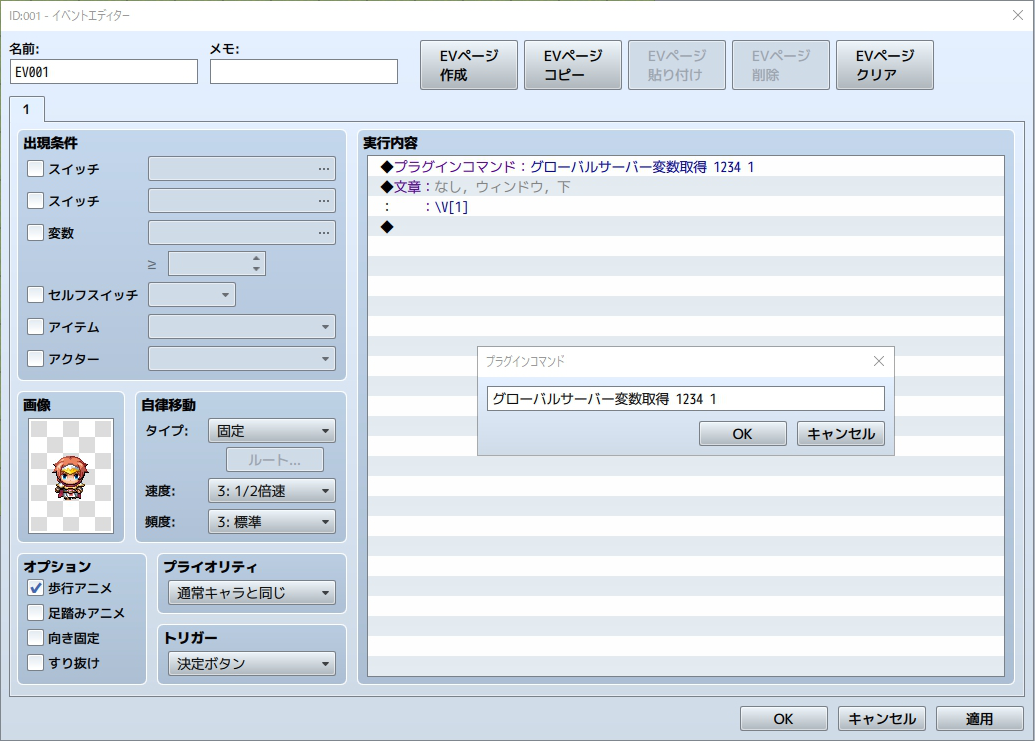 ID:001 - イベントエディター
名前:
メモ:
EV001
EVページ
作成
EVページ
コピー
EVページ
貼り付け
EVページ
削除
EVページ
クリア
1
出現条件
スイッチ
...
スイッチ
...
変数
...
≥
セルフスイッチ
アイテム
アクター
画像
自律移動
タイプ:
固定
ルート...
速度:
3: 1/2倍速
頻度:
3: 標準
オプション
歩行アニメ
足踏みアニメ
向き固定
すり抜け
プライオリティ
通常キャラと同じ
トリガー
決定ボタン
実行内容
◆プラグインコマンド：グローバルサーバー変数取得 1234 1
◆文章：なし, ウィンドウ, 下
：　　：\V[1]
◆
プラグインコマンド
グローバルサーバー変数取得 1234 1
OK
キャンセル
OK
キャンセル
適用